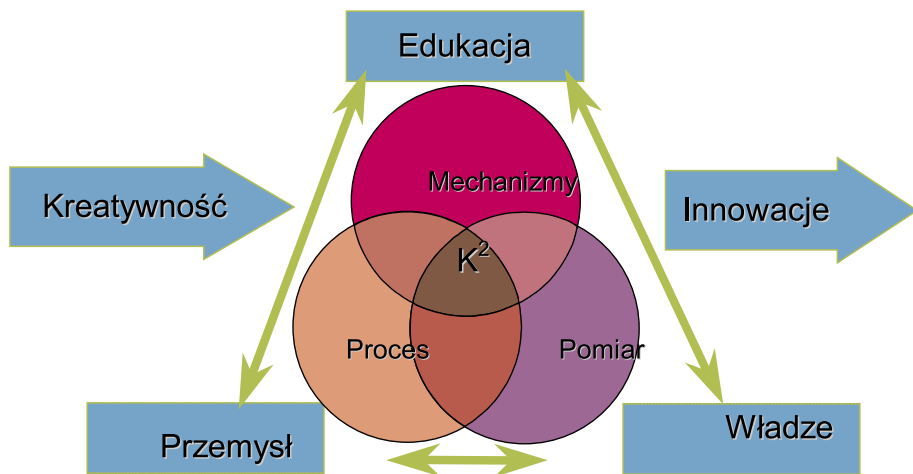 Edukacja
Mechanizmy
Kreatywność
Innowacje
K²
Proces
Pomiar
Przemysł
Władze